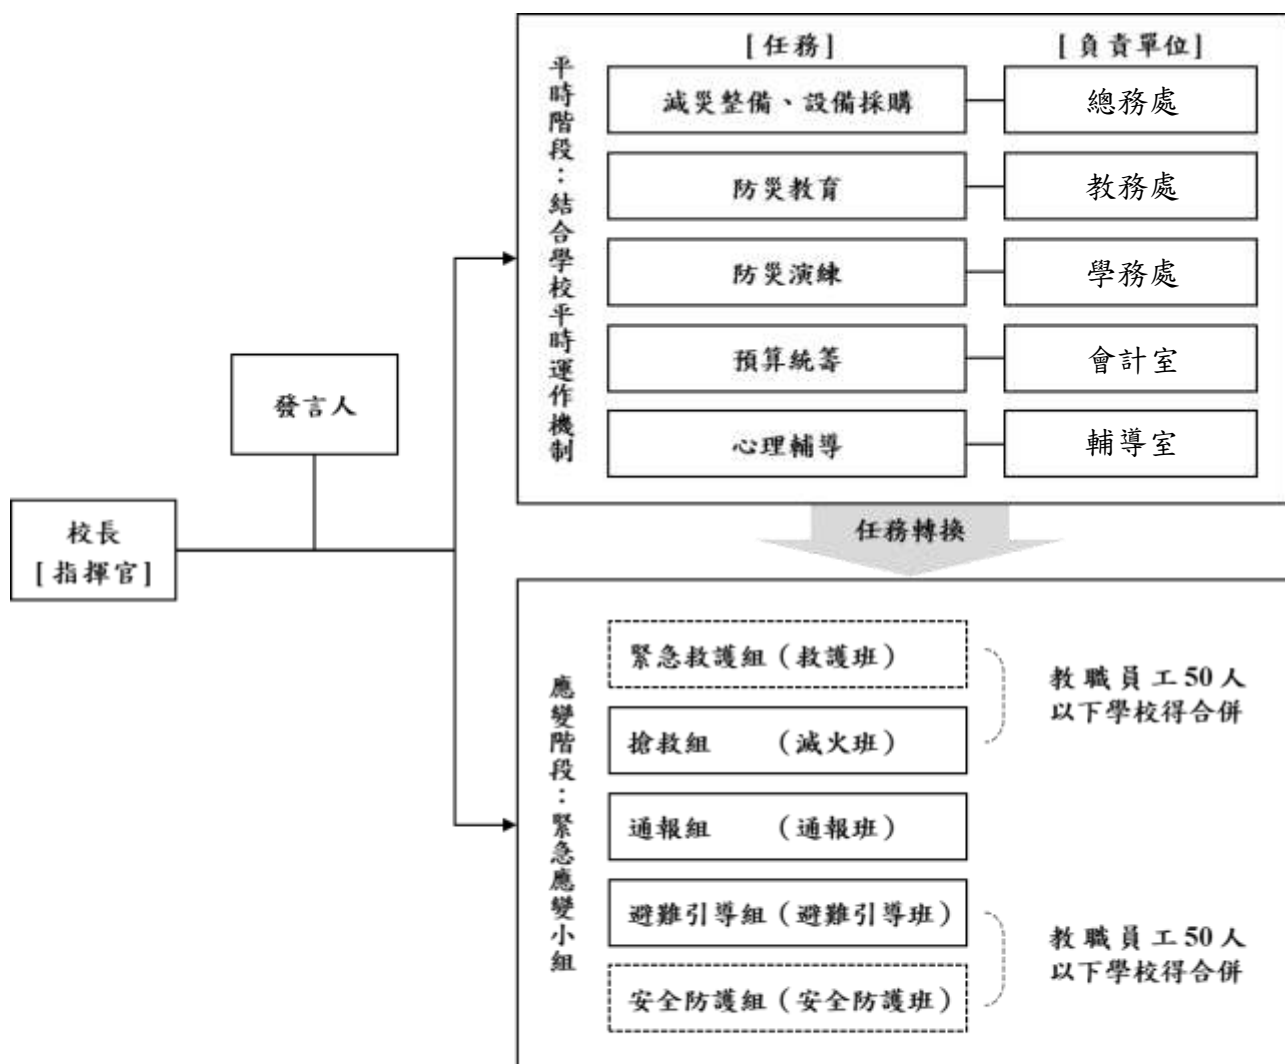 [任務]
[負責單位]
平時階段：結合學校平時運作機制
減災整備、設備採購
總務處
防災教育
教務處
防災演練
學務處
預算統籌
會計室
心理輔導
輔導室
發言人
校長
[指揮官]
任務轉換
應變階段：緊急應變小組
緊急救護組（救護班）
搶救組 （滅火班）
教職員工50人
以下學校得合併
通報組 （通報班）
避難引導組（避難引導班）
安全防護組（安全防護班）
教職員工50人
以下學校得合併